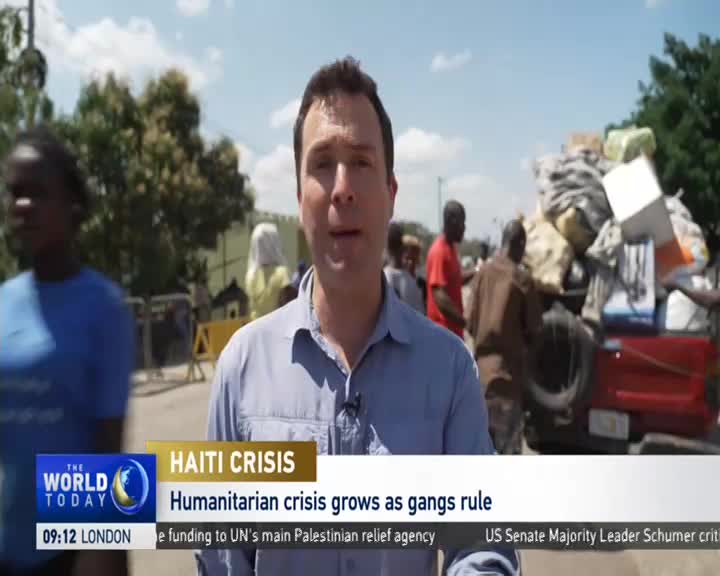 HAITI CRISIS
THE
WORLD
TODAY
Humanitarian crisis grows as gangs rule
09:12 LONDON
e funding to UN's main Palestinian relief agency US Senate Majority Leader Schumer crit